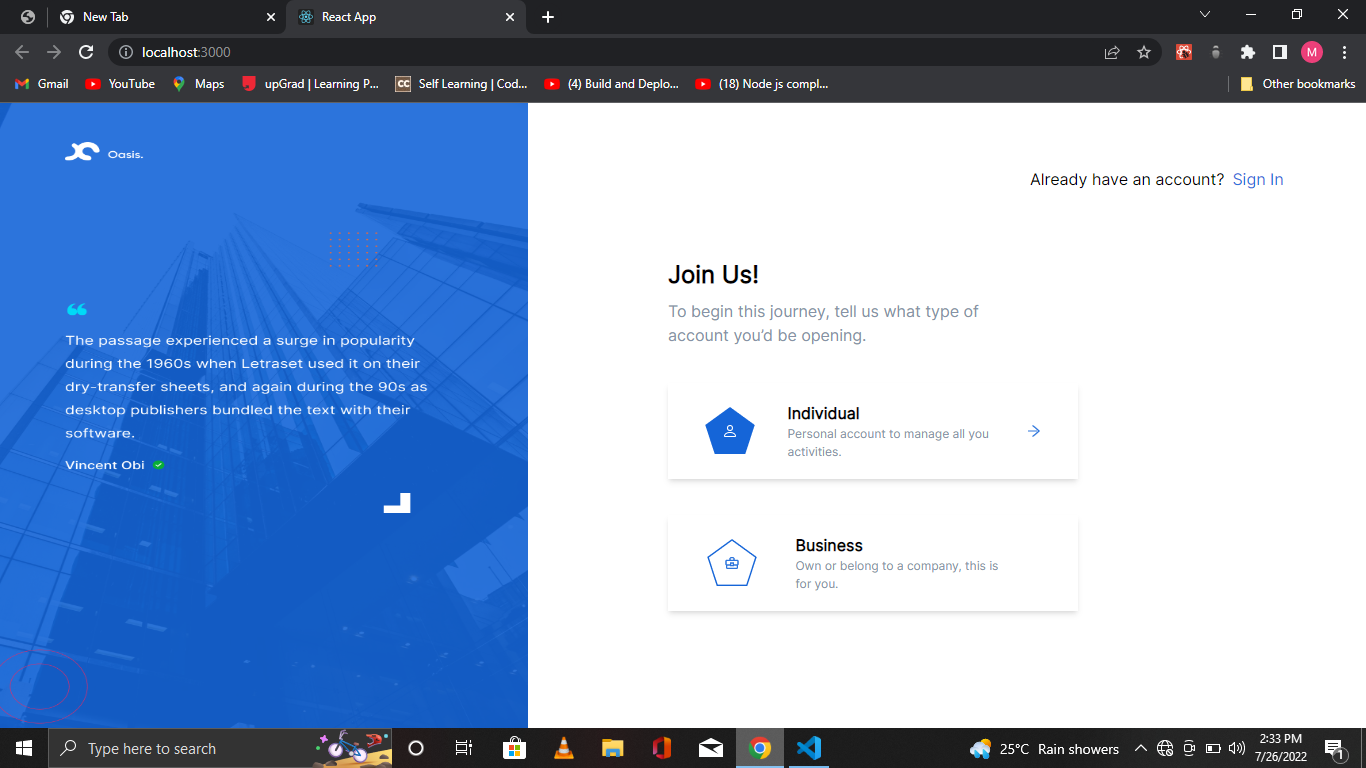 New Tab
React App
localhost:3000
M
Gmail
YouTube
Maps
upGrad | Learning P...
CC
Self Learning | Cod...
(4) Build and Deplo...
(18) Node js compl...
Other bookmarks
Oasis.
Already have an account? Sign In
Join Us!
To begin this journey, tell us what type of
account you'd be opening.
“
The passage experienced a surge in popularity
during the 1960s when Letraset used it on their
dry-transfer sheets, and again during the 90s as
desktop publishers bundled the text with their
software.
Vincent Obi
Individual
Personal account to manage all you
activities.
Business
Own or belong to a company, this is
for you.
Type here to search
25°C Rain showers
2:33 PM
7/26/2022
1